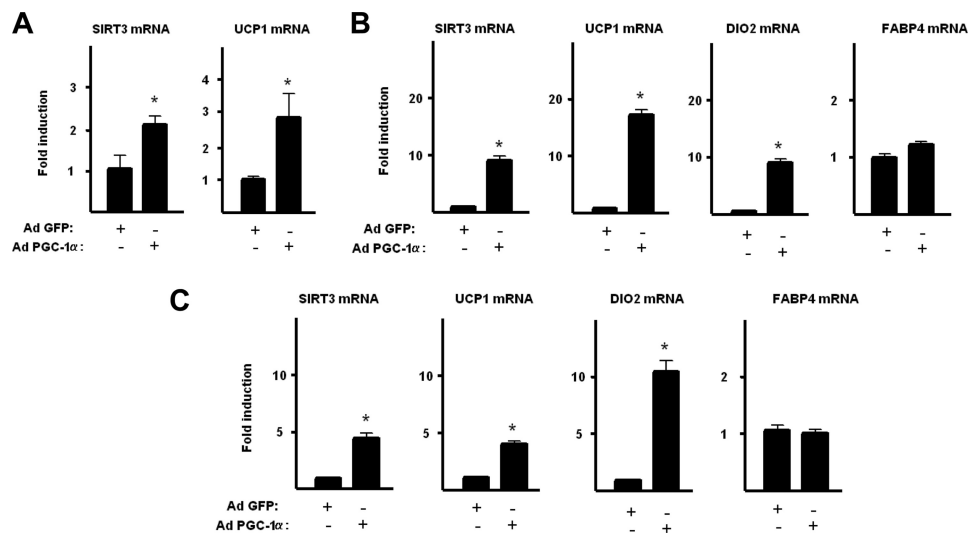 A
B
SIRT3 mRNA
UCP1 mRNA
SIRT3 mRNA
UCP1 mRNA
DIO2 mRNA
FABP4 mRNA
Fold induction
3
2
1
*
4
3
2
1
*
Fold induction
20
10
*
20
10
*
20
10
*
2
1
Ad GFP: + - + -
Ad PGC-1α: - + - +
Ad GFP: + - + - + - + -
Ad PGC-1α: - + - + - + - +
C
SIRT3 mRNA
UCP1 mRNA
DIO2 mRNA
FABP4 mRNA
Fold induction
10
5
*
10
5
*
10
5
*
2
1
Ad GFP: + - + - + - + -
Ad PGC-1α: - + - + - + - +